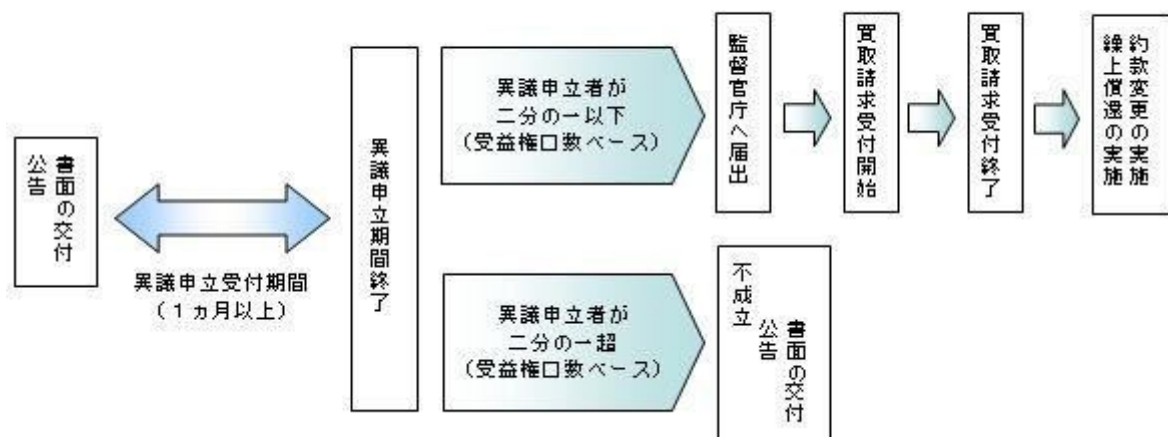 書面の交付
公告
異議申立受付期間
（１ヵ月以上）
異議申立期間終了
異議申立者が
二分の一以下
（受益権口数ベース）
監督官庁へ届出
買取請求受付開始
買取請求受付終了
約款変更の実施
繰上償還の実施
異議申立者が
二分の一超
（受益権口数ベース）
不成立
書面の交付
公告